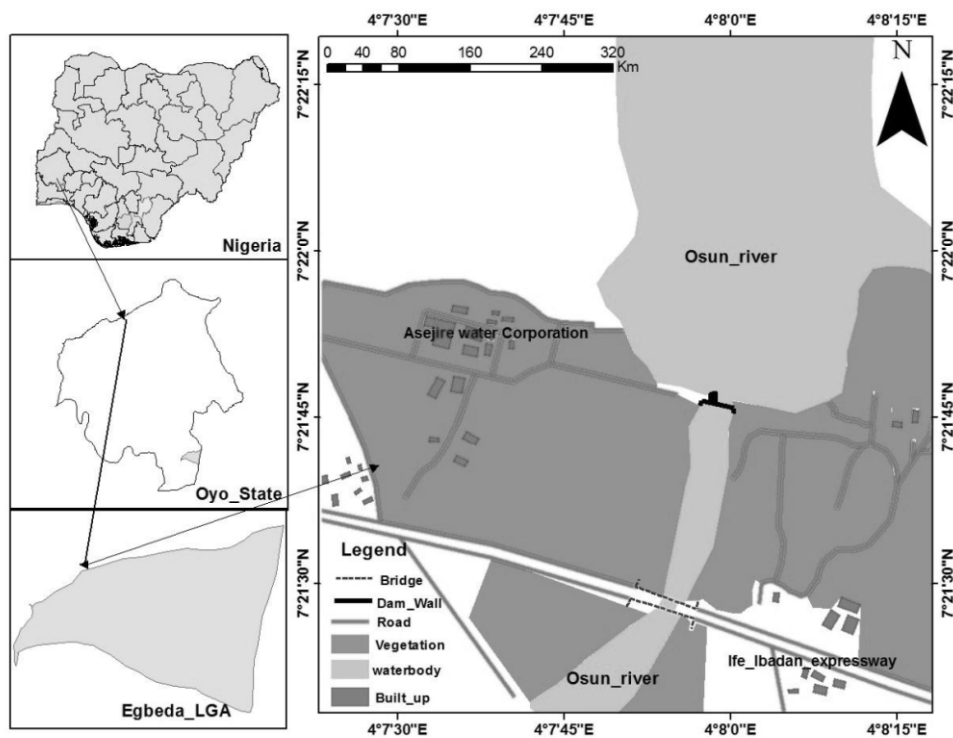 Nigeria
Oyo_State
Egbeda_LGA
4°7'30"E 4°7'45"E 4°8'0"E 4°8'15"E
0 40 80 160 240 320
Km
N
7°22'15"N 7°22'15"N
7°22'0"N 7°22'0"N
7°21'45"N 7°21'45"N
7°21'30"N 7°21'30"N
Osun_river
Asejire water Corporation
Legend
Bridge
Dam_Wall
Road
Vegetation
waterbody
Built_up
Ife_Ibadan_expressway
Osun_river
4°7'30"E 4°7'45"E 4°8'0"E 4°8'15"E